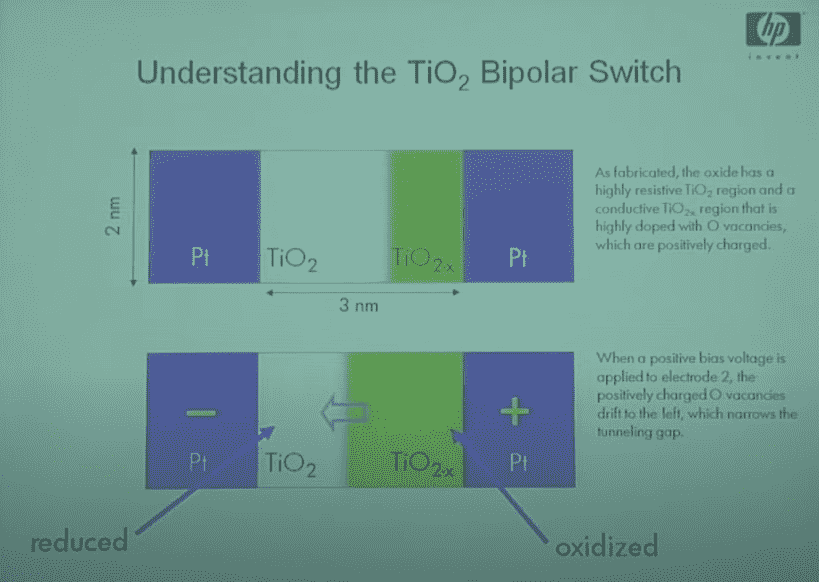 hp
invent
Understanding the TiO₂ Bipolar Switch
2 nm
Pt
TiO₂
TiO₂₋ₓ
Pt
3 nm
As fabricated, the oxide has a
highly resistive TiO₂ region and a
conductive TiO₂₋ₓ region that is
highly doped with O vacancies,
which are positively charged.
−
+
Pt
TiO₂
TiO₂₋ₓ
Pt
When a positive bias voltage is
applied to electrode 2, the
positively charged O vacancies
drift to the left, which narrows the
tunneling gap.
reduced
oxidized